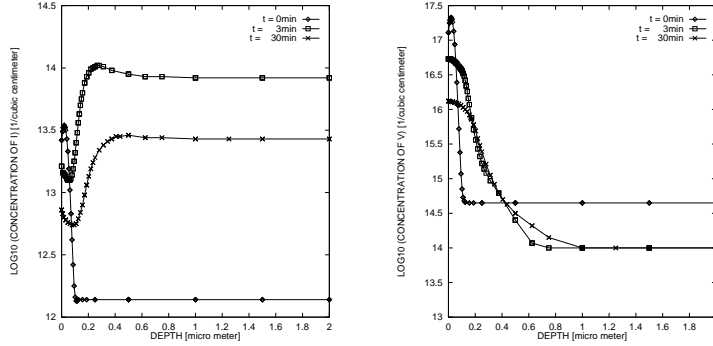 14.5
14
13.5
13
12.5
12
LOG10 (CONCENTRATION OF I)) [1/cubic centimeter]
t = 0min
t = 3min
t = 30min
0 0.2 0.4 0.6 0.8 1 1.2 1.4 1.6 1.8 2
DEPTH [micro meter]
17.5
17
16.5
16
15.5
15
14.5
14
13.5
13
LOG10 (CONCENTRATION OF V) [1/cubic centimeter]
t = 0min
t = 3min
t = 30min
0 0.2 0.4 0.6 0.8 1 1.2 1.4 1.6 1.8 2
DEPTH [micro meter]